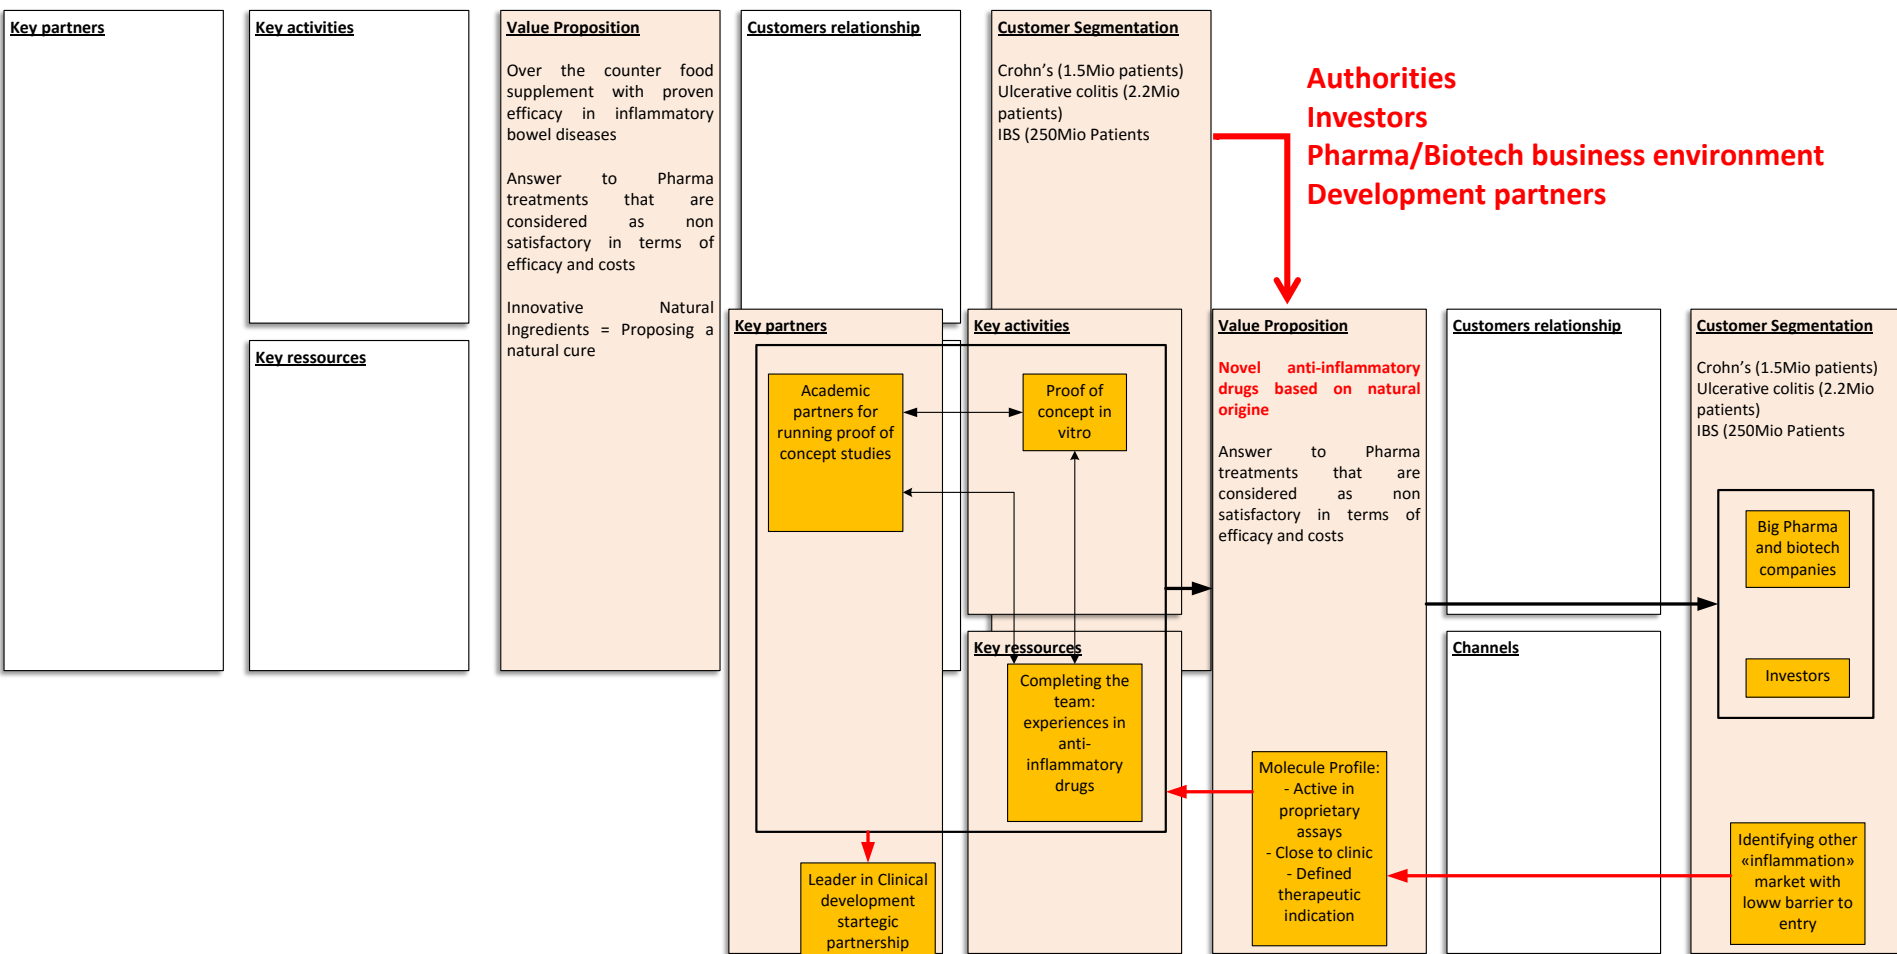 Key partners
Key activities
Key ressources
Value Proposition
Over the counter food
supplement with proven
efficacy in inflammatory
bowel diseases
Answer to Pharma
treatments that are
considered as non
satisfactory in terms of
efficacy and costs
Innovative Natural
Ingredients = Proposing a
natural cure
Customers relationship
Customer Segmentation
Crohn's (1.5Mio patients)
Ulcerative colitis (2.2Mio
patients)
IBS (250Mio Patients
Authorities
Investors
Pharma/Biotech business environment
Development partners
Key partners
Academic
partners for
running proof of
concept studies
Leader in Clinical
development
startegic
partnership
Key activities
Proof of
concept in
vitro
Key ressources
Completing the
team:
experiences in
anti-
inflammatory
drugs
Value Proposition
Novel anti-inflammatory
drugs based on natural
origine
Answer to Pharma
treatments that are
considered as non
satisfactory in terms of
efficacy and costs
Molecule Profile:
- Active in
proprietary
assays
- Close to clinic
- Defined
therapeutic
indication
Customers relationship
Channels
Customer Segmentation
Crohn's (1.5Mio patients)
Ulcerative colitis (2.2Mio
patients)
IBS (250Mio Patients
Big Pharma
and biotech
companies
Investors
Identifying other
«inflammation»
market with
loww barrier to
entry